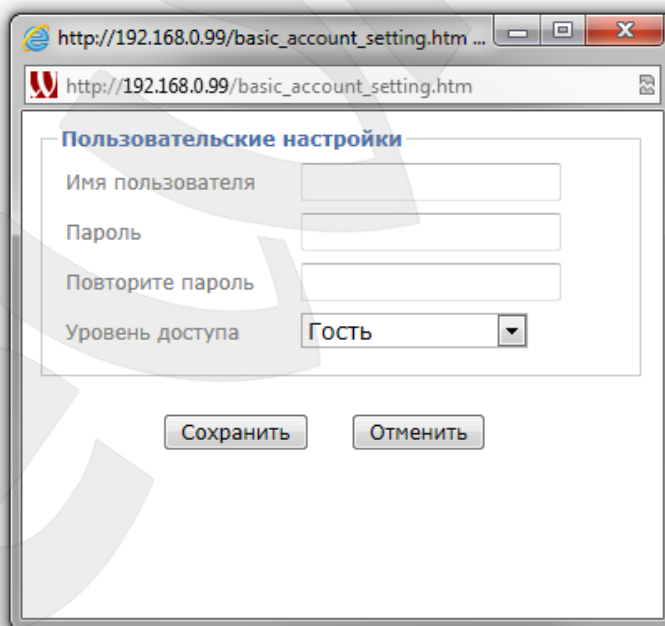 http://192.168.0.99/basic_account_setting.htm ...
http://192.168.0.99/basic_account_setting.htm
Пользовательские настройки
Имя пользователя
Пароль
Повторите пароль
Уровень доступа Гость
Сохранить Отменить